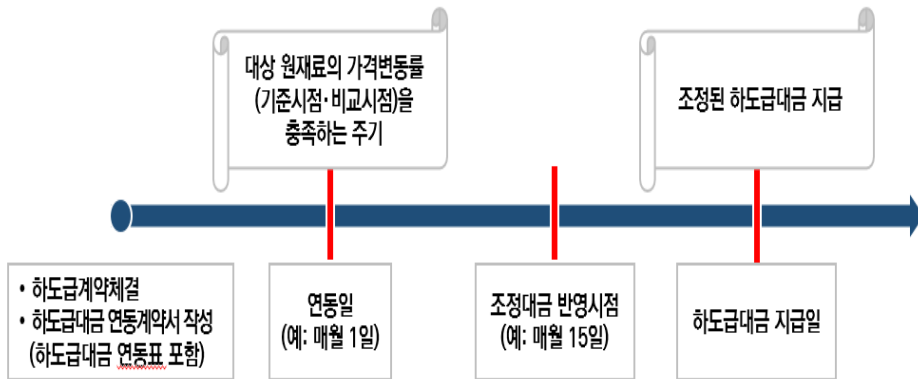 대상 원재료의 가격변동률
(기준시점·비교시점)을
충족하는 주기
조정된 하도급대금 지급
• 하도급계약체결
• 하도급대금 연동계약서 작성
(하도급대금 연동표 포함)
연동일
(예: 매월 1일)
조정대금 반영시점
(예: 매월 15일)
하도급대금 지급일